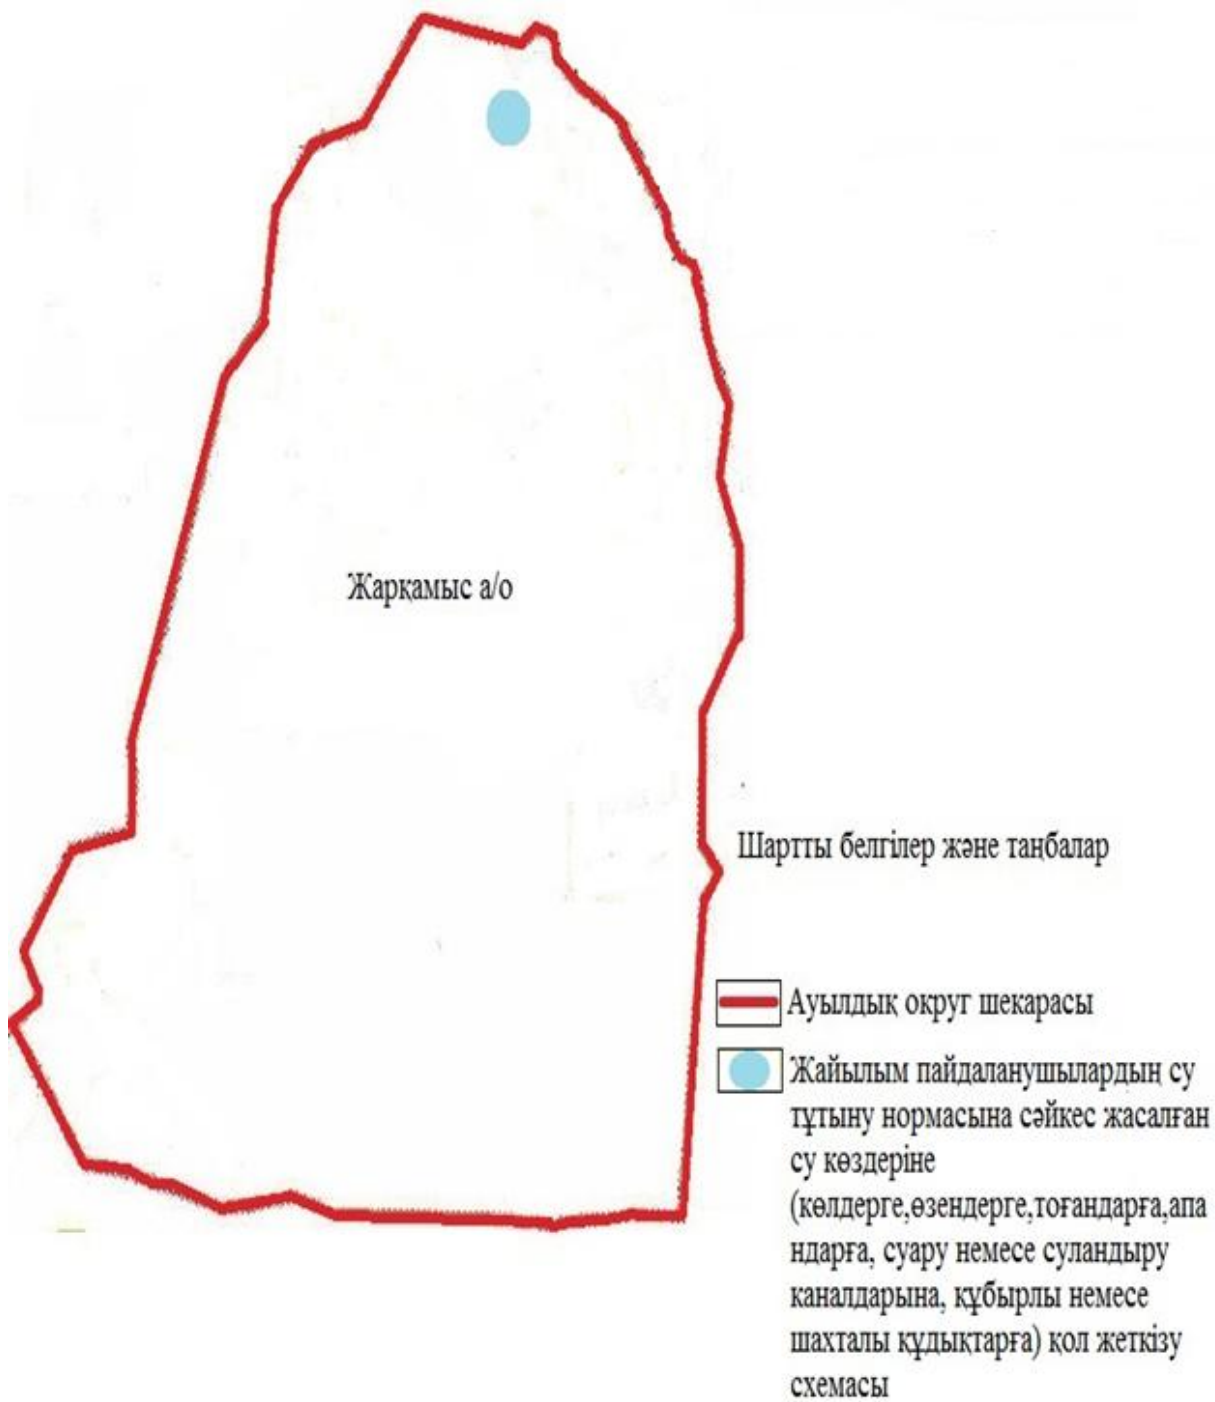 Жарқамыс а/о
Шартты белгілер және таңбалар
Ауылдық округ шекарасы
Жайылым пайдаланушылардың су
тұтыну нормасына сәйкес жасалған
су көздеріне
(көлдерге,өзендерге,тоғандарға,апа
ндарға, суару немесе суландыру
каналдарына, құбырлы немесе
шахталы құдықтарға) қол жеткізу
схемасы